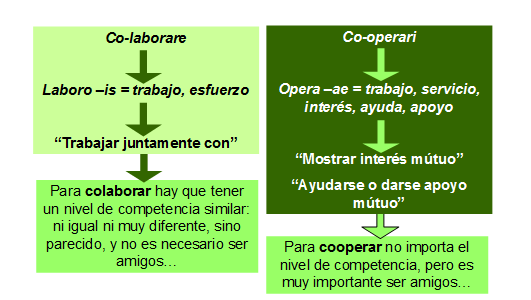 Co-laborare
Laboro –is = trabajo, esfuerzo
“Trabajar juntamente con”
Para colaborar hay que tener
un nivel de competencia similar:
ni igual ni muy diferente, sino
parecido, y no es necesario ser
amigos…
Co-operari
Opera –ae = trabajo, servicio,
interés, ayuda, apoyo
“Mostrar interés mútuo”
“Ayudarse o darse apoyo
mútuo”
Para cooperar no importa el
nivel de competencia, pero es
muy importante ser amigos…